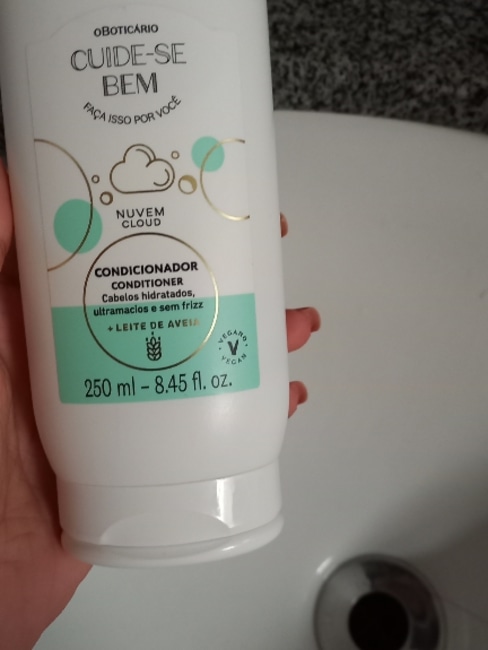 oBOTICÁRIO
CUIDE-SE
BEM
FAÇA ISSO POR VOCÊ
NUVEM
CLOUD
CONDICIONADOR
CONDITIONER
Cabelos hidratados,
ultramacios e sem frizz
+ LEITE DE AVEIA
VEGANO
V
VEGAN
250 ml – 8.45 fl. oz.